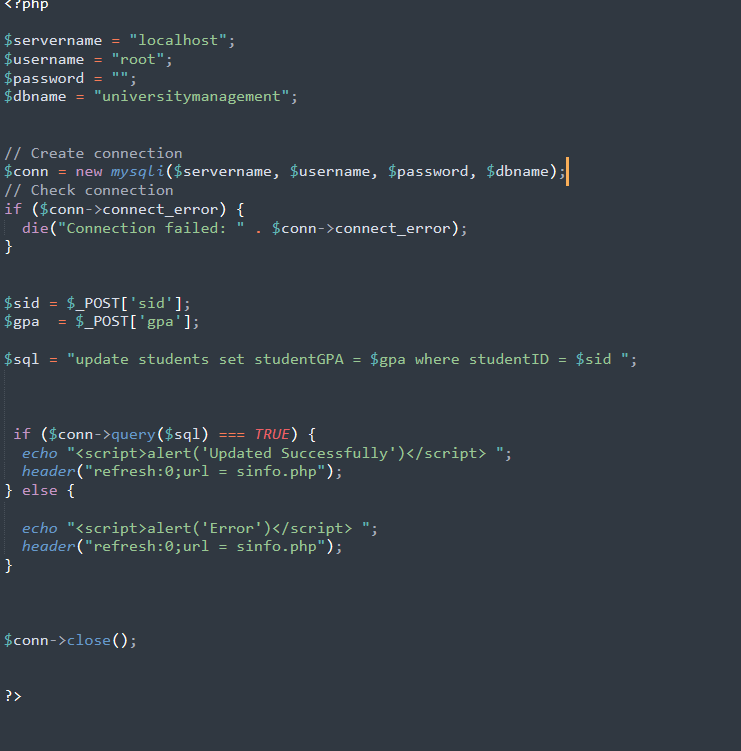 <?php
$servername = "localhost";
$username = "root";
$password = "";
$dbname = "universitymanagement";
// Create connection
$conn = new mysqli($servername, $username, $password, $dbname);
// Check connection
if ($conn->connect_error) {
  die("Connection failed: " . $conn->connect_error);
}
$sid = $_POST['sid'];
$gpa  = $_POST['gpa'];
$sql = "update students set studentGPA = $gpa where studentID = $sid ";
 if ($conn->query($sql) === TRUE) {
  echo "<script>alert('Updated Successfully')</script> ";
  header("refresh:0;url = sinfo.php");
} else {
  echo "<script>alert('Error')</script> ";
  header("refresh:0;url = sinfo.php");
}
$conn->close();
?>